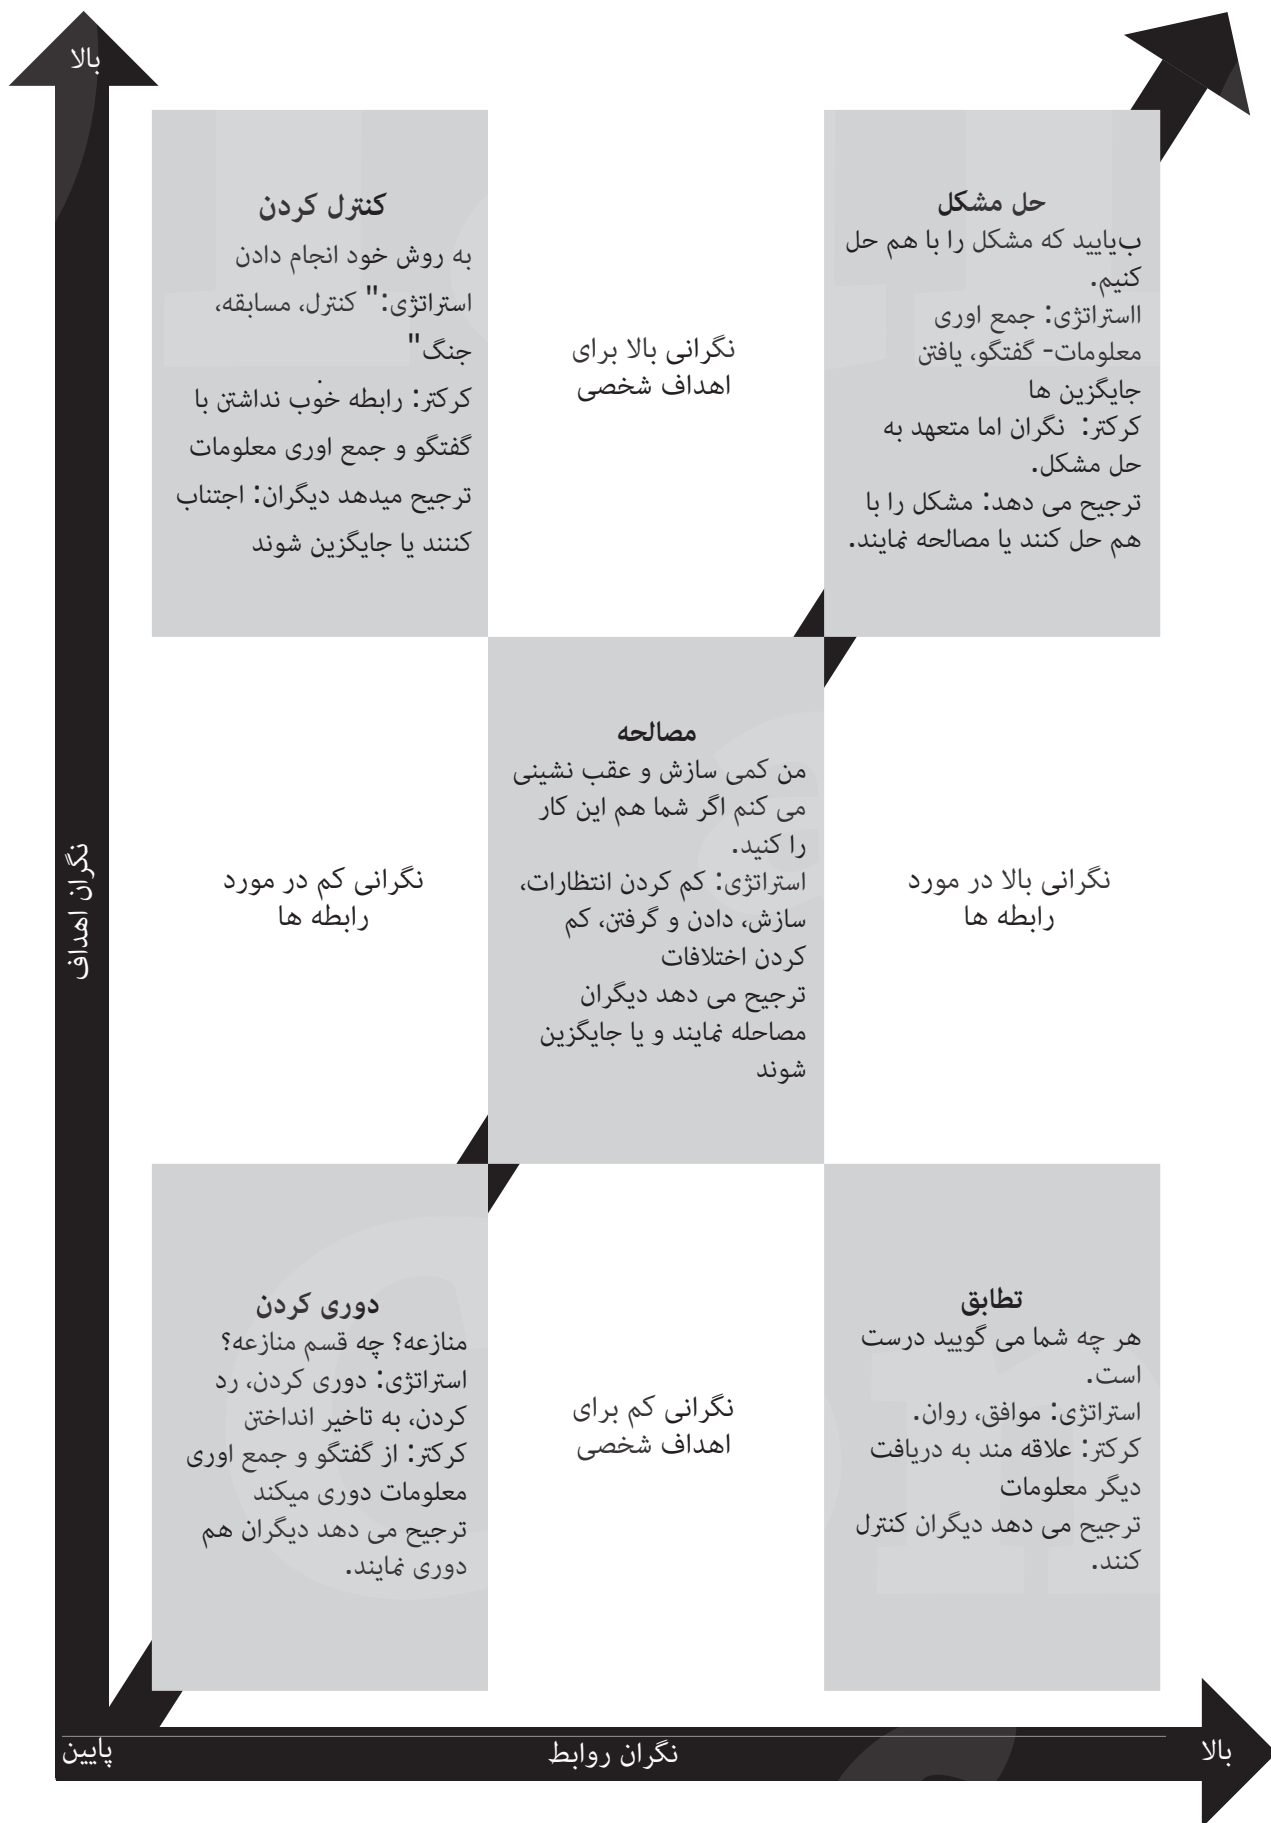 بالا
کنترل کردن
به روش خود انجام دادن
استراتژی:" کنترل، مسابقه،
جنگ"
کرکتر: رابطه خوب نداشتن با
گفتگو و جمع اوری معلومات
ترجیح میدهد دیگران: اجتناب
کننند یا جایگزین شوند
نگرانی بالا برای
اهداف شخصی
حل مشکل
بیایید که مشکل را با هم حل
کنیم.
ااستراتژی: جمع اوری
معلومات- گفتگو، یافتن
جایگزین ها
کرکتر: نگران اما متعهد به
حل مشکل.
ترجیح می دهد: مشکل را با
هم حل کنند یا مصالحه نمایند.
نگران اهداف
نگرانی کم در مورد
رابطه ها
مصالحه
من کمی سازش و عقب نشینی
می کنم اگر شما هم این کار
را کنید.
استراتژی: کم کردن انتظارات،
سازش، دادن و گرفتن، کم
کردن اختلافات
ترجیح می دهد دیگران
مصاحله نمایند و یا جایگزین
شوند
نگرانی بالا در مورد
رابطه ها
دوری کردن
منازعه؟ چه قسم منازعه؟
استراتژی: دوری کردن، رد
کردن، به تاخیر انداختن
کرکتر: از گفتگو و جمع اوری
معلومات دوری میکند
ترجیح می دهد دیگران هم
دوری نمایند.
نگرانی کم برای
اهداف شخصی
تطابق
هر چه شما می گویید درست
است.
استراتژی: موافق، روان.
کرکتر: علاقه مند به دریافت
دیگر معلومات
ترجیح می دهد دیگران کنترل
کنند.
پایین
نگران روابط
بالا